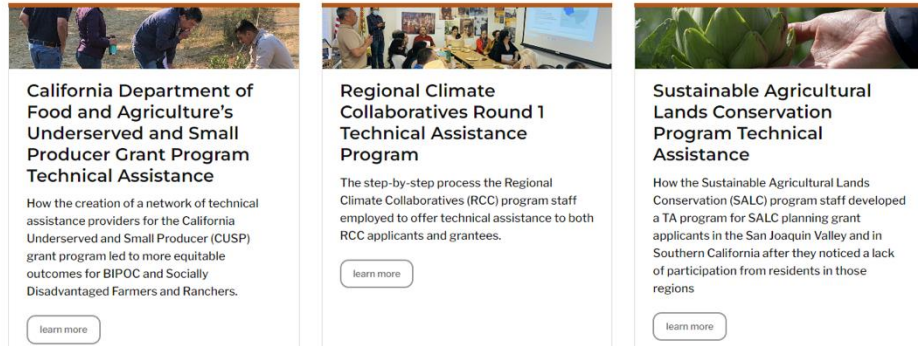 California Department of
Food and Agriculture's
Underserved and Small
Producer Grant Program
Technical Assistance
How the creation of a network of technical
assistance providers for the California
Underserved and Small Producer (CUSP)
grant program led to more equitable
outcomes for BIPOC and Socially
Disadvantaged Farmers and Ranchers.
learn more
Regional Climate
Collaboratives Round 1
Technical Assistance
Program
The step-by-step process the Regional
Climate Collaboratives (RCC) program staff
employed to offer technical assistance to both
RCC applicants and grantees.
learn more
Sustainable Agricultural
Lands Conservation
Program Technical
Assistance
How the Sustainable Agricultural Lands
Conservation (SALC) program staff developed
a TA program for SALC planning grant
applicants in the San Joaquin Valley and in
Southern California after they noticed a lack
of participation from residents in those
regions
learn more